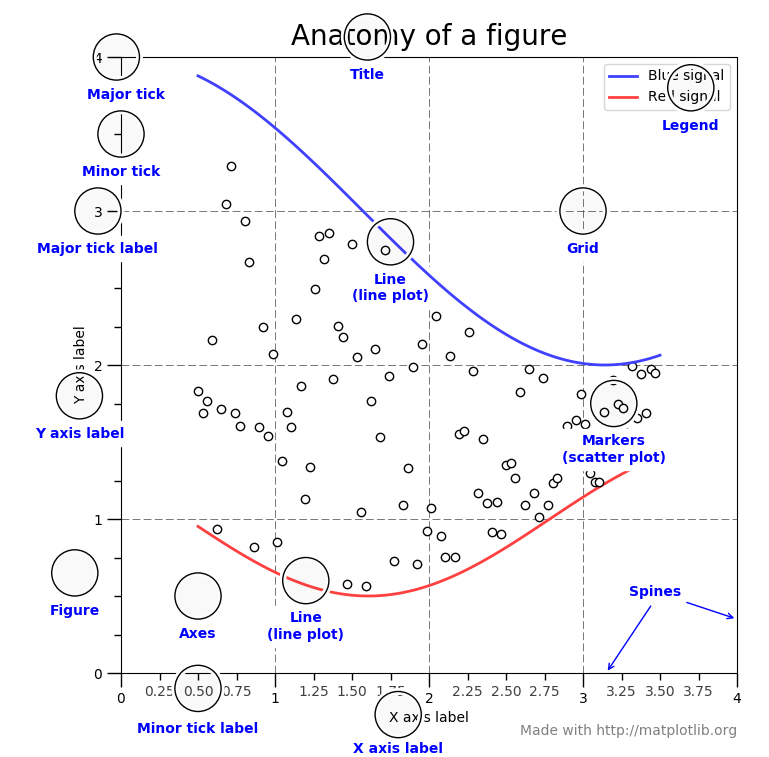 Anatomy of a figure
Title
4
Major tick
Blue signal
Red signal
Legend
Minor tick
3
Major tick label
Grid
Line
(line plot)
2
Y axis label
Y axis label
Markers
(scatter plot)
1
Figure
Axes
Line
(line plot)
Spines
0
0 0.25 0.50 0.75 1 1.25 1.50 1.75 2 2.25 2.50 2.75 3 3.25 3.50 3.75 4
Minor tick label
X axis label
X axis label
Made with http://matplotlib.org